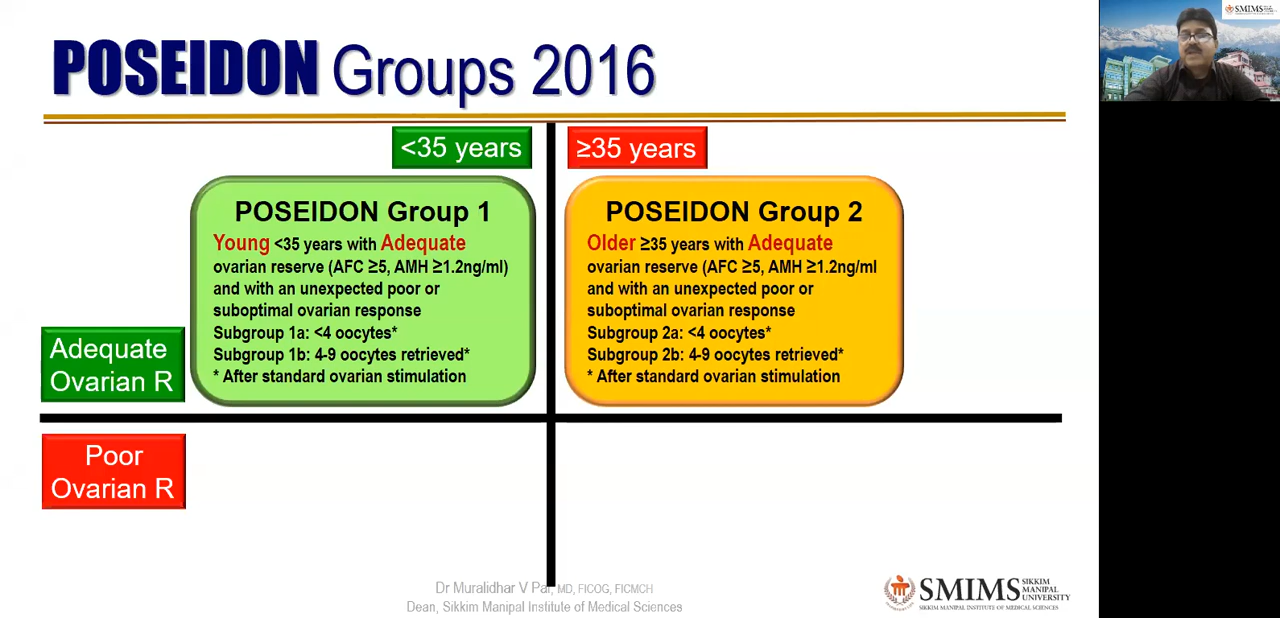 POSEIDON Groups 2016
<35 years
≥35 years
POSEIDON Group 1
Young <35 years with Adequate
ovarian reserve (AFC ≥5, AMH ≥1.2ng/ml)
and with an unexpected poor or
suboptimal ovarian response
Subgroup 1a: <4 oocytes*
Subgroup 1b: 4-9 oocytes retrieved*
* After standard ovarian stimulation
POSEIDON Group 2
Older ≥35 years with Adequate
ovarian reserve (AFC ≥5, AMH ≥1.2ng/ml
and with an unexpected poor or
suboptimal ovarian response
Subgroup 2a: <4 oocytes*
Subgroup 2b: 4-9 oocytes retrieved*
* After standard ovarian stimulation
Adequate
Ovarian R
Poor
Ovarian R
Dr Muralidhar V Pai, MD, FICOG, FICMCH
Dean, Sikkim Manipal Institute of Medical Sciences
SMIMS
SIKKIM
MANIPAL
UNIVERSITY
SIKKIM MANIPAL INSTITUTE OF MEDICAL SCIENCES
SMIMS